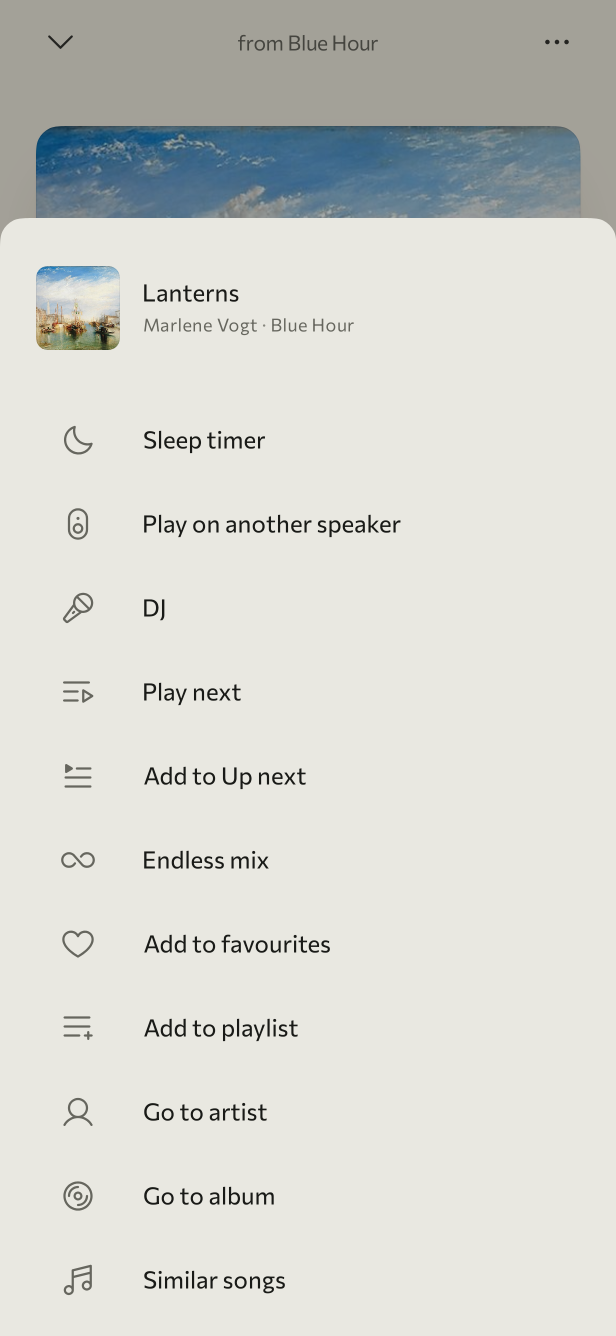 from Blue Hour
Lanterns
Marlene Vogt · Blue Hour
Sleep timer
Play on another speaker
DJ
Play next
Add to Up next
Endless mix
Add to favourites
Add to playlist
Go to artist
Go to album
Similar songs